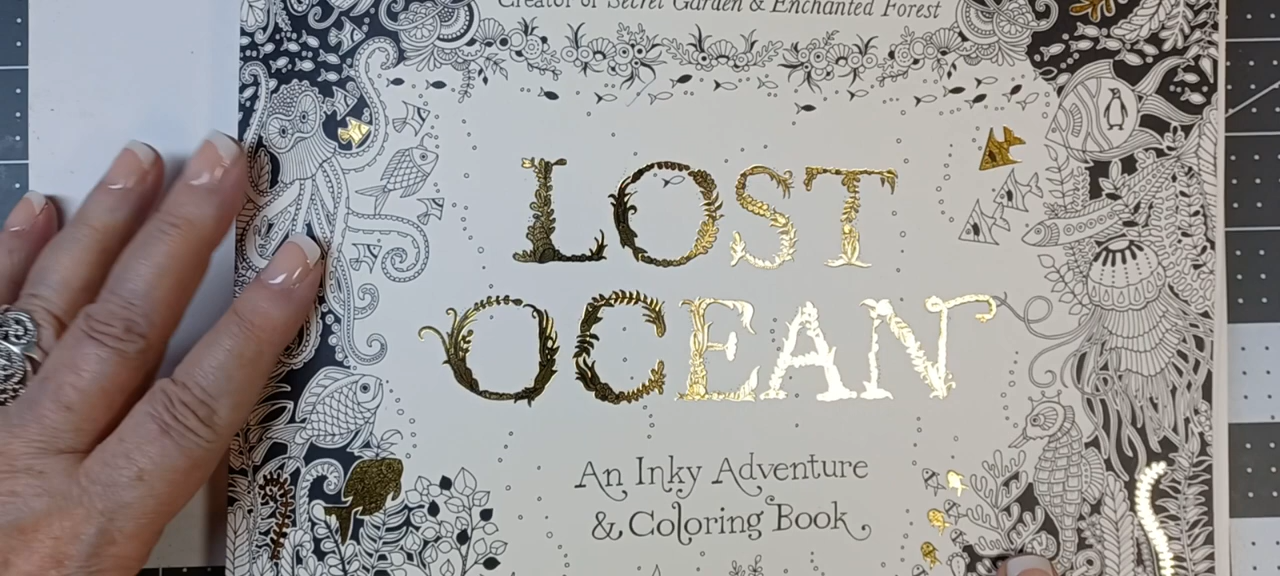 Creator of Secret Garden & Enchanted Forest
LOST
OCEAN
An Inky Adventure
& Coloring Book